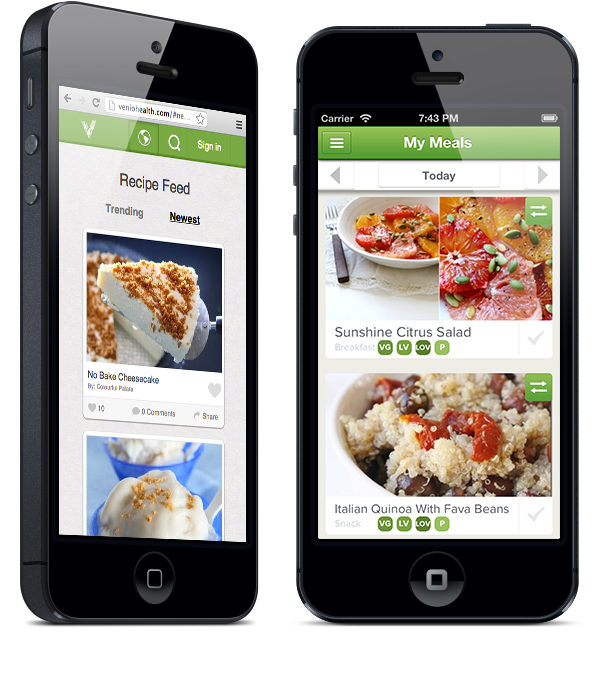 veniohealth.com/#ne...
Sign in
Recipe Feed
Trending
Newest
No Bake Cheesecake
By: Colourful Palate
10
0 Comments
Share
Carrier
7:43 PM
My Meals
Today
Sunshine Citrus Salad
Breakfast VG LV LOV P
Italian Quinoa With Fava Beans
Snack VG LV LOV P